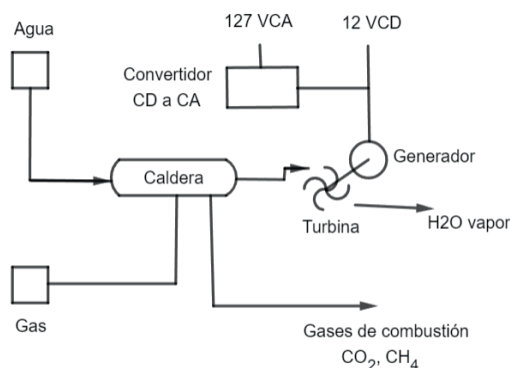 Agua
127 VCA
12 VCD
Convertidor
CD a CA
Generador
Caldera
Turbina
H2O vapor
Gas
Gases de combustión
CO₂, CH₄